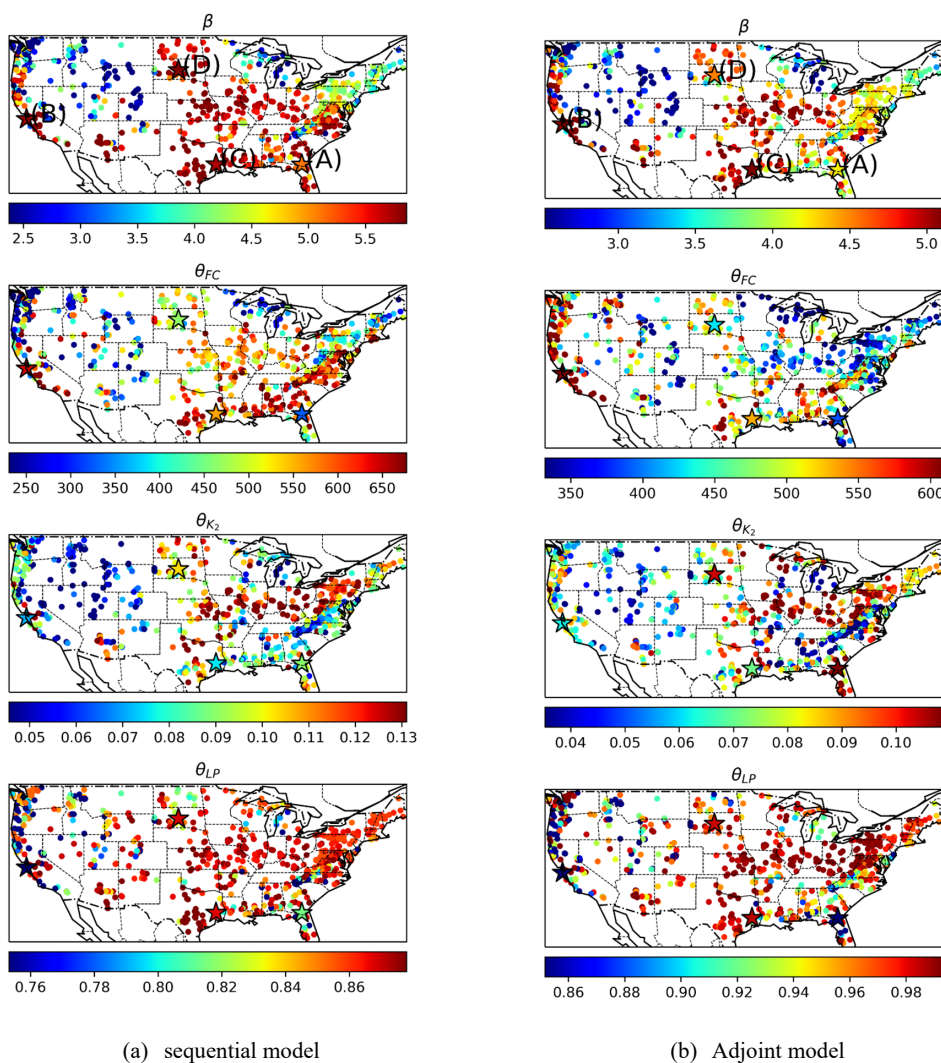 β
(D)
(B)
(C)
A)
2.5 3.0 3.5 4.0 4.5 5.0 5.5
θFC
250 300 350 400 450 500 550 600 650
θK2
0.05 0.06 0.07 0.08 0.09 0.10 0.11 0.12 0.13
θLP
0.76 0.78 0.80 0.82 0.84 0.86
(a) sequential model
β
(D)
(B)
(C)
A)
3.0 3.5 4.0 4.5 5.0
θFC
350 400 450 500 550 600
θK2
0.04 0.05 0.06 0.07 0.08 0.09 0.10
θLP
0.86 0.88 0.90 0.92 0.94 0.96 0.98
(b) Adjoint model